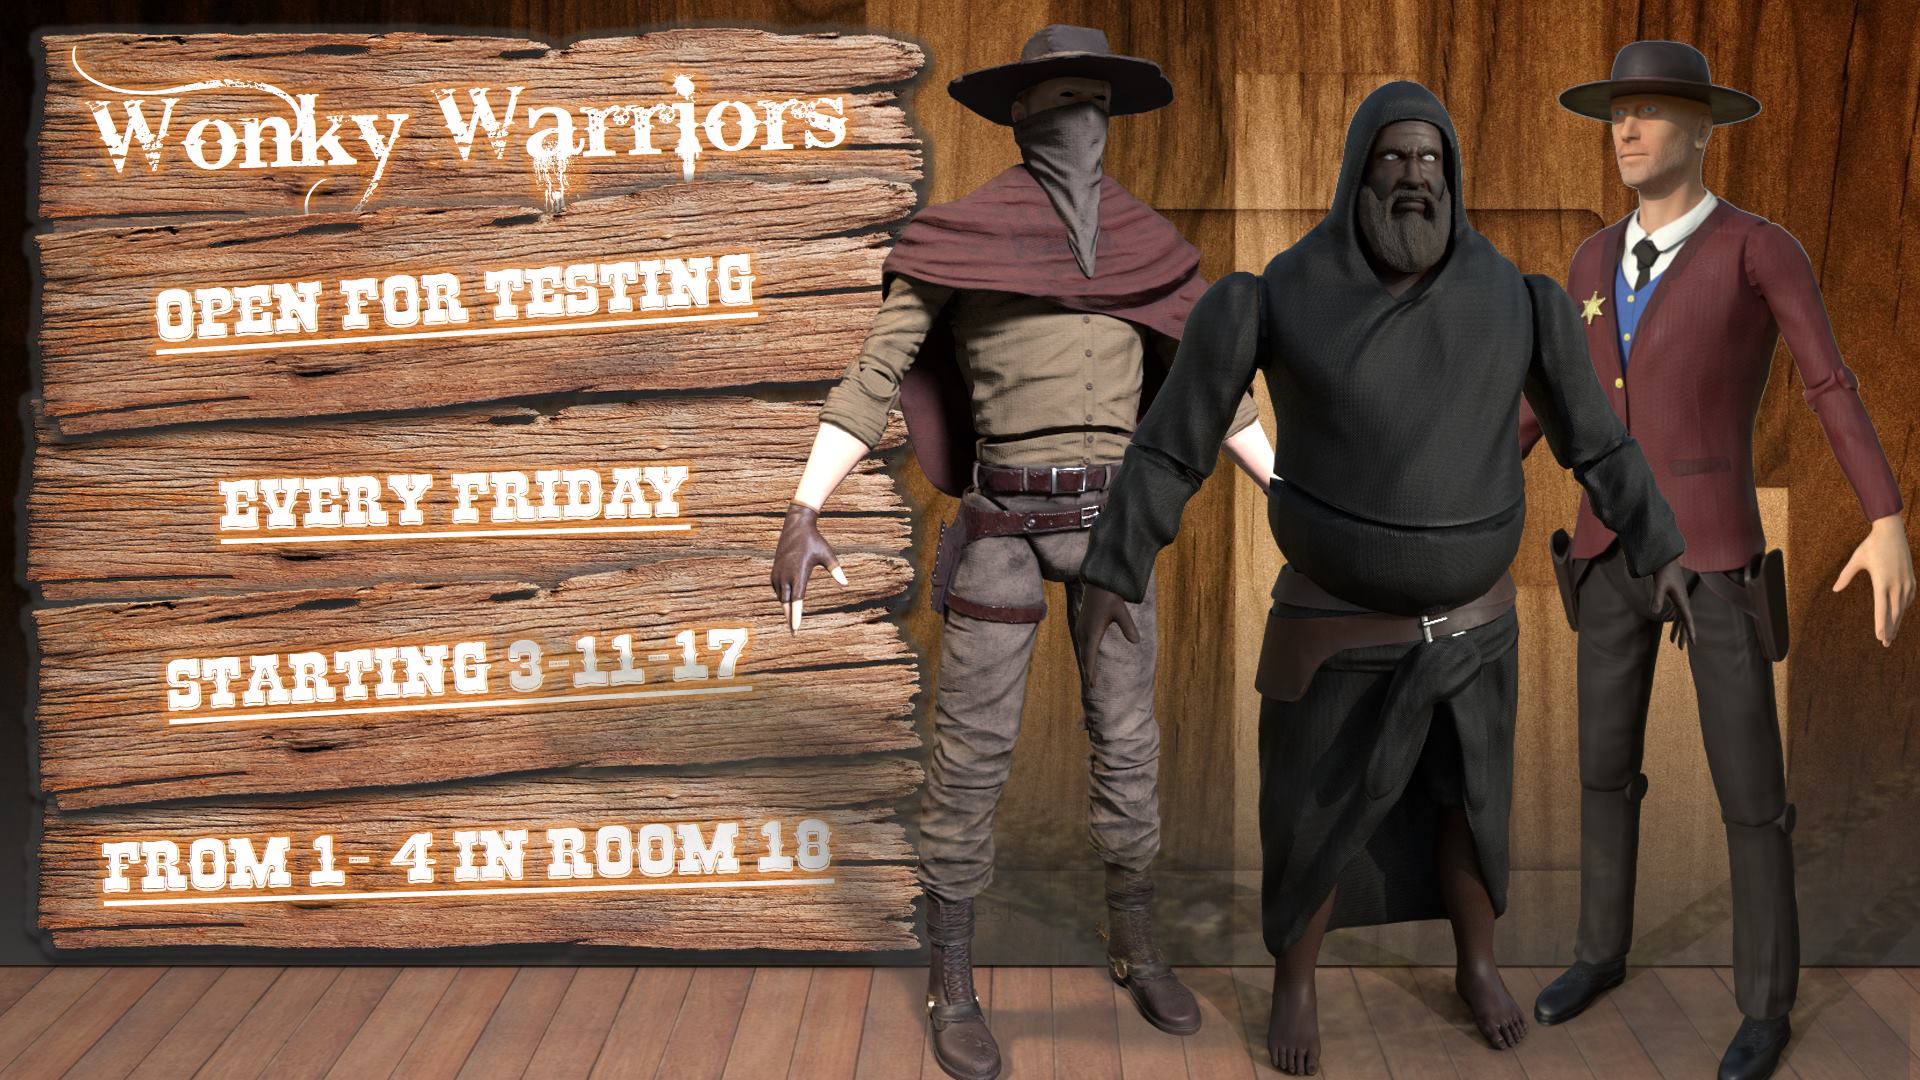 Wonky Warriors
OPEN FOR TESTING
EVERY FRIDAY
STARTING 3-11-17
FROM 1- 4 IN ROOM 18